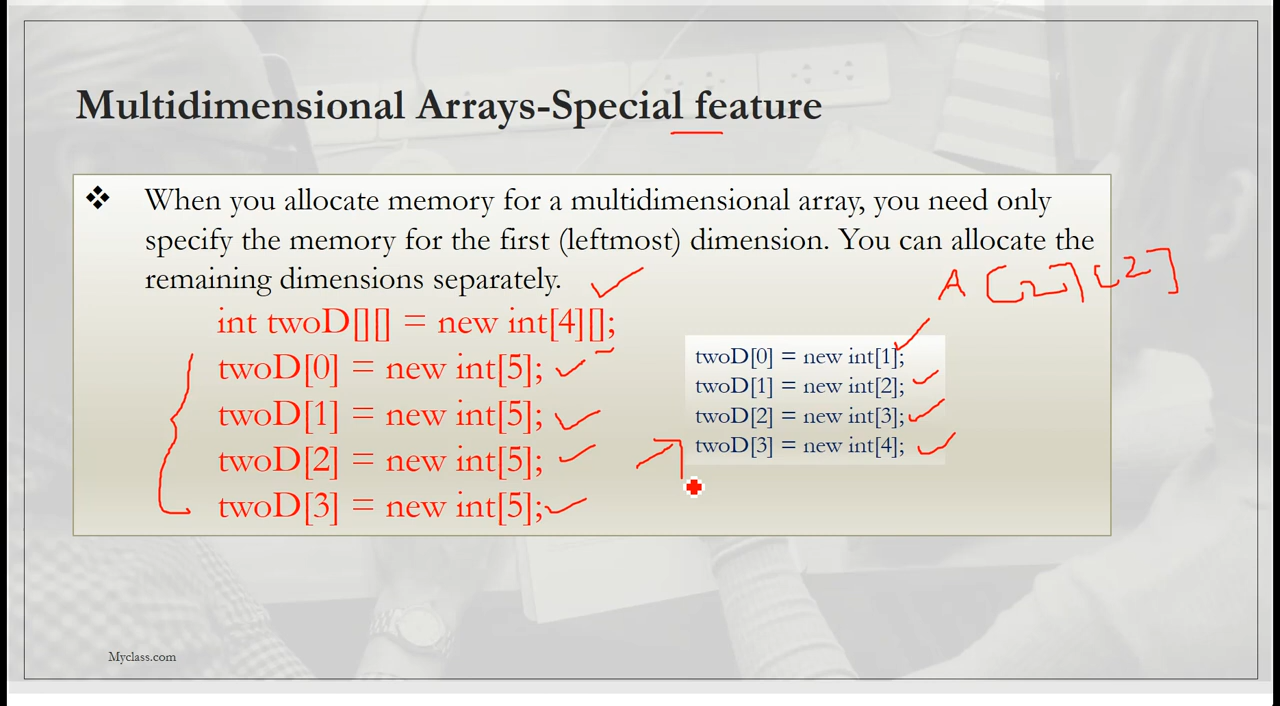 Multidimensional Arrays-Special feature
❖ When you allocate memory for a multidimensional array, you need only
specify the memory for the first (leftmost) dimension. You can allocate the
remaining dimensions separately.
A [2][2]
int twoD[][] = new int[4][];
twoD[0] = new int[5];
twoD[1] = new int[5];
twoD[2] = new int[5];
twoD[3] = new int[5];
twoD[0] = new int[1];
twoD[1] = new int[2];
twoD[2] = new int[3];
twoD[3] = new int[4];
Myclass.com